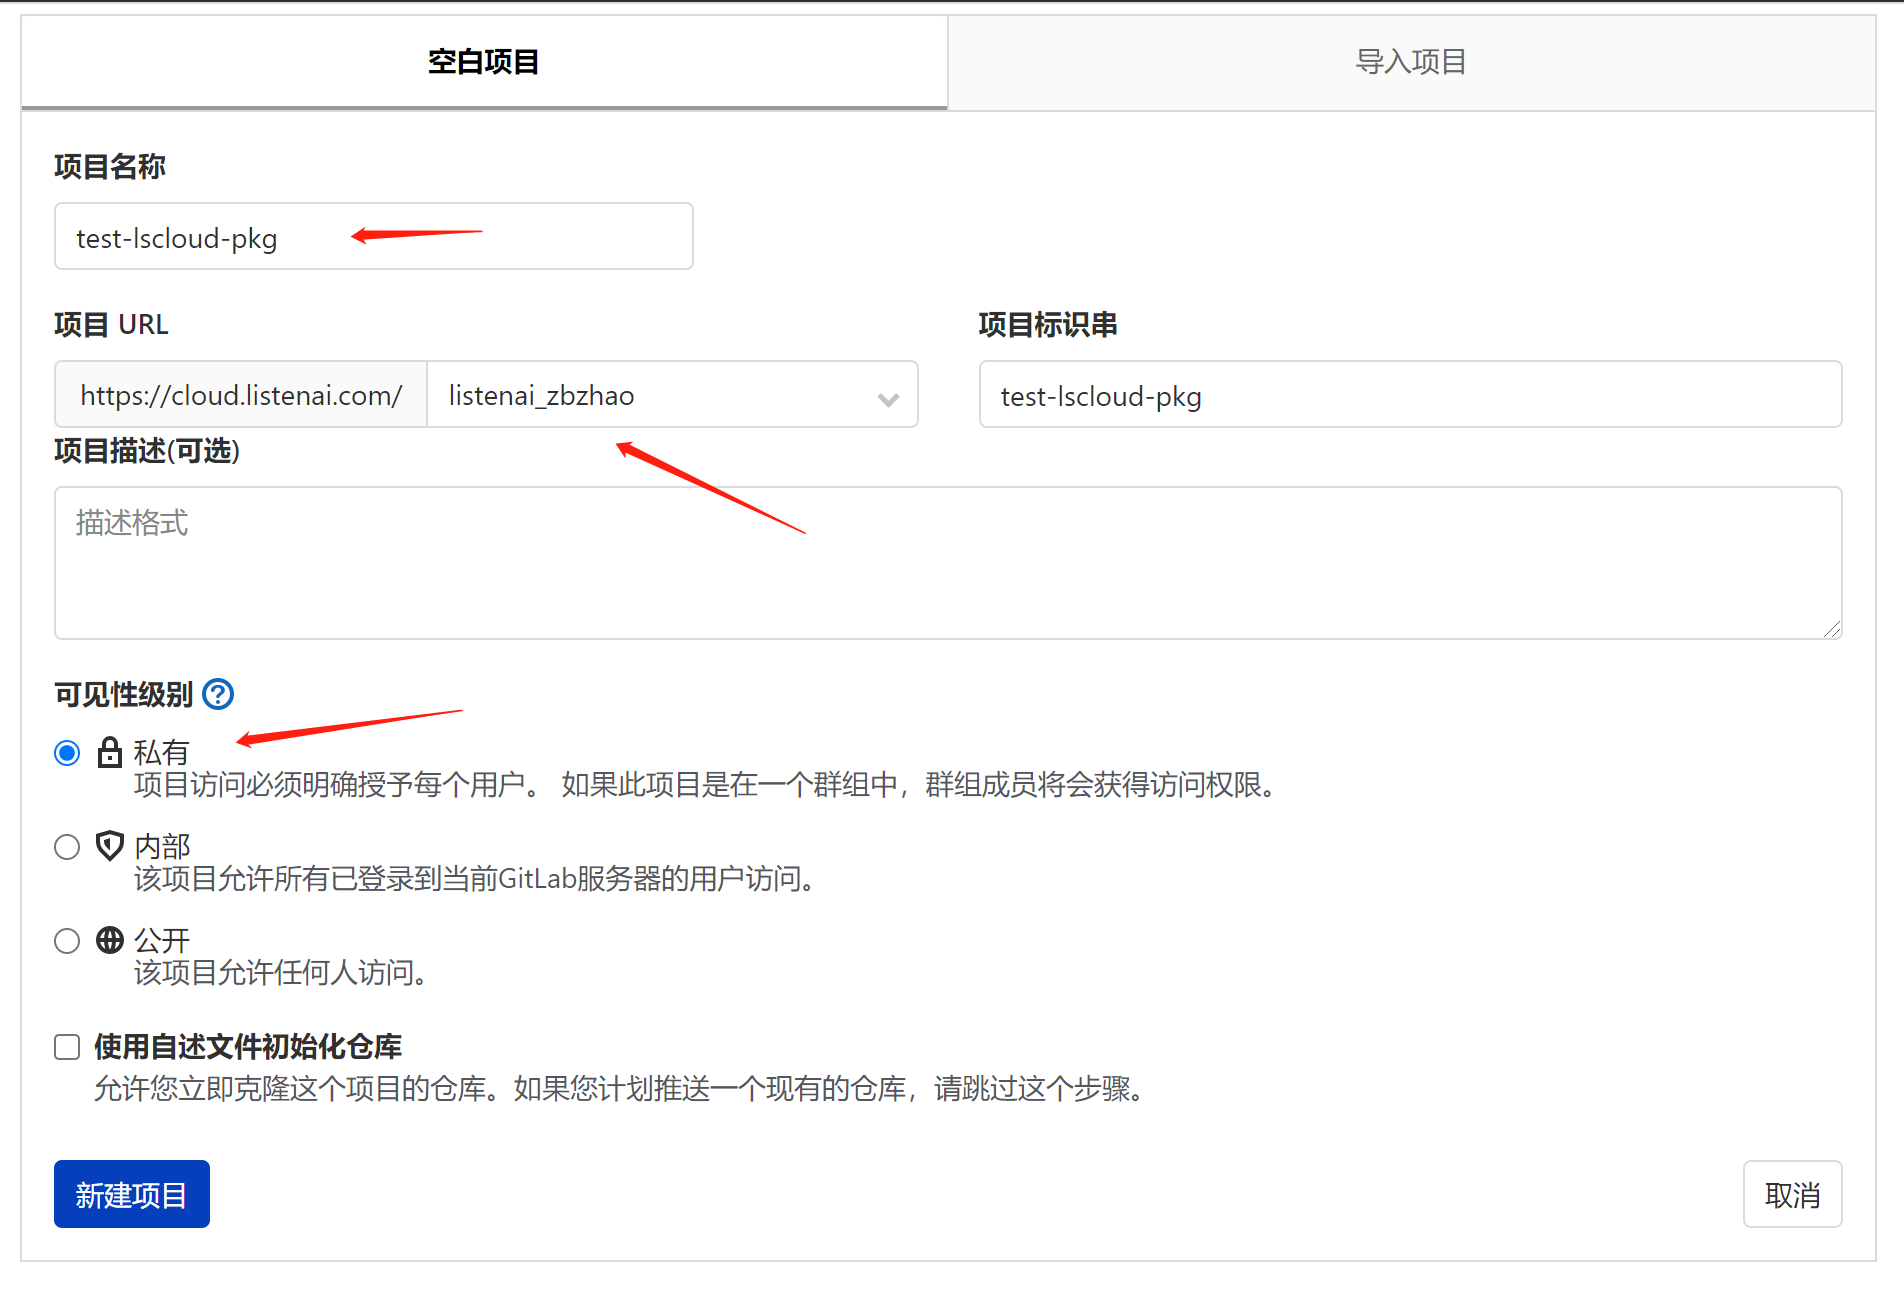 空白项目
导入项目
项目名称
test-lscloud-pkg
项目 URL
项目标识串
https://cloud.listenai.com/
listenai_zbzhao
test-lscloud-pkg
项目描述(可选)
描述格式
可见性级别
私有
项目访问必须明确授予每个用户。 如果此项目是在一个群组中，群组成员将会获得访问权限。
内部
该项目允许所有已登录到当前GitLab服务器的用户访问。
公开
该项目允许任何人访问。
使用自述文件初始化仓库
允许您立即克隆这个项目的仓库。如果您计划推送一个现有的仓库，请跳过这个步骤。
新建项目
取消